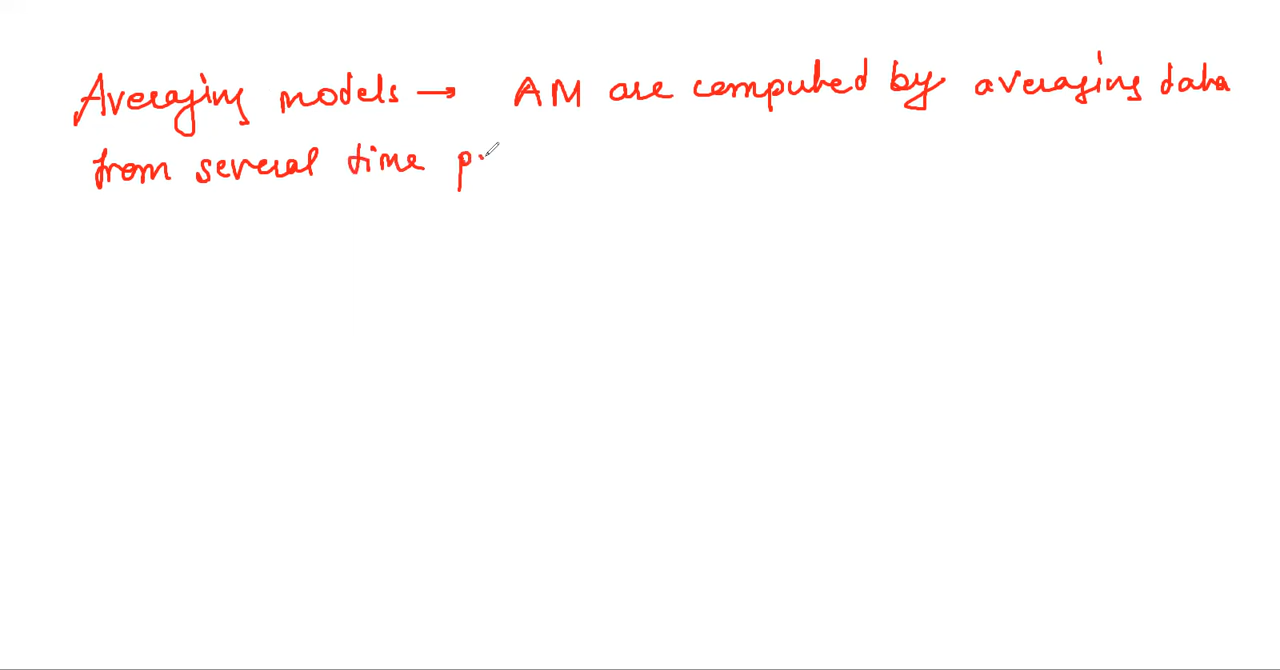 Averaging models → AM are computed by averaging data
from several time p